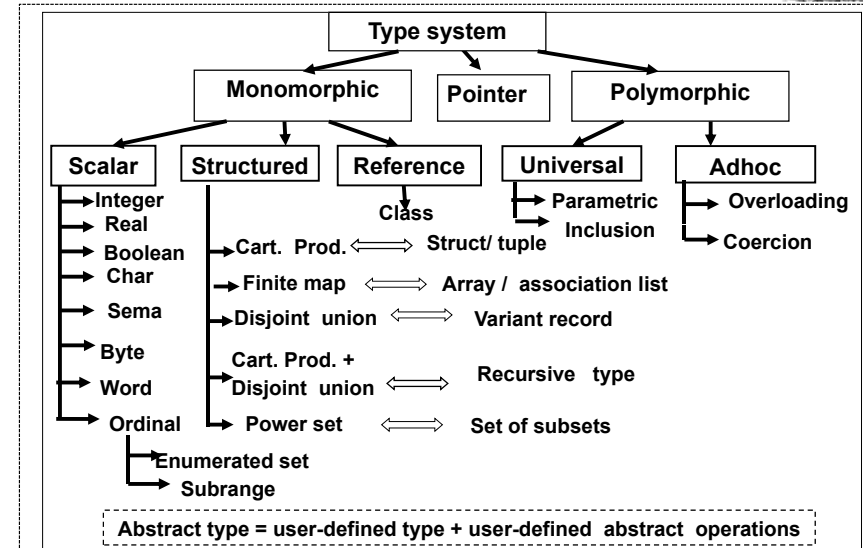 Type system
Monomorphic
Pointer
Polymorphic
Scalar
Structured
Reference
Universal
Adhoc
Integer
Real
Boolean
Char
Sema
Byte
Word
Ordinal
Enumerated set
Subrange
Class
Cart. Prod. Struct/ tuple
Finite map Array / association list
Disjoint union Variant record
Cart. Prod. +
Disjoint union Recursive type
Power set Set of subsets
Parametric
Inclusion
Overloading
Coercion
Abstract type = user-defined type + user-defined abstract operations